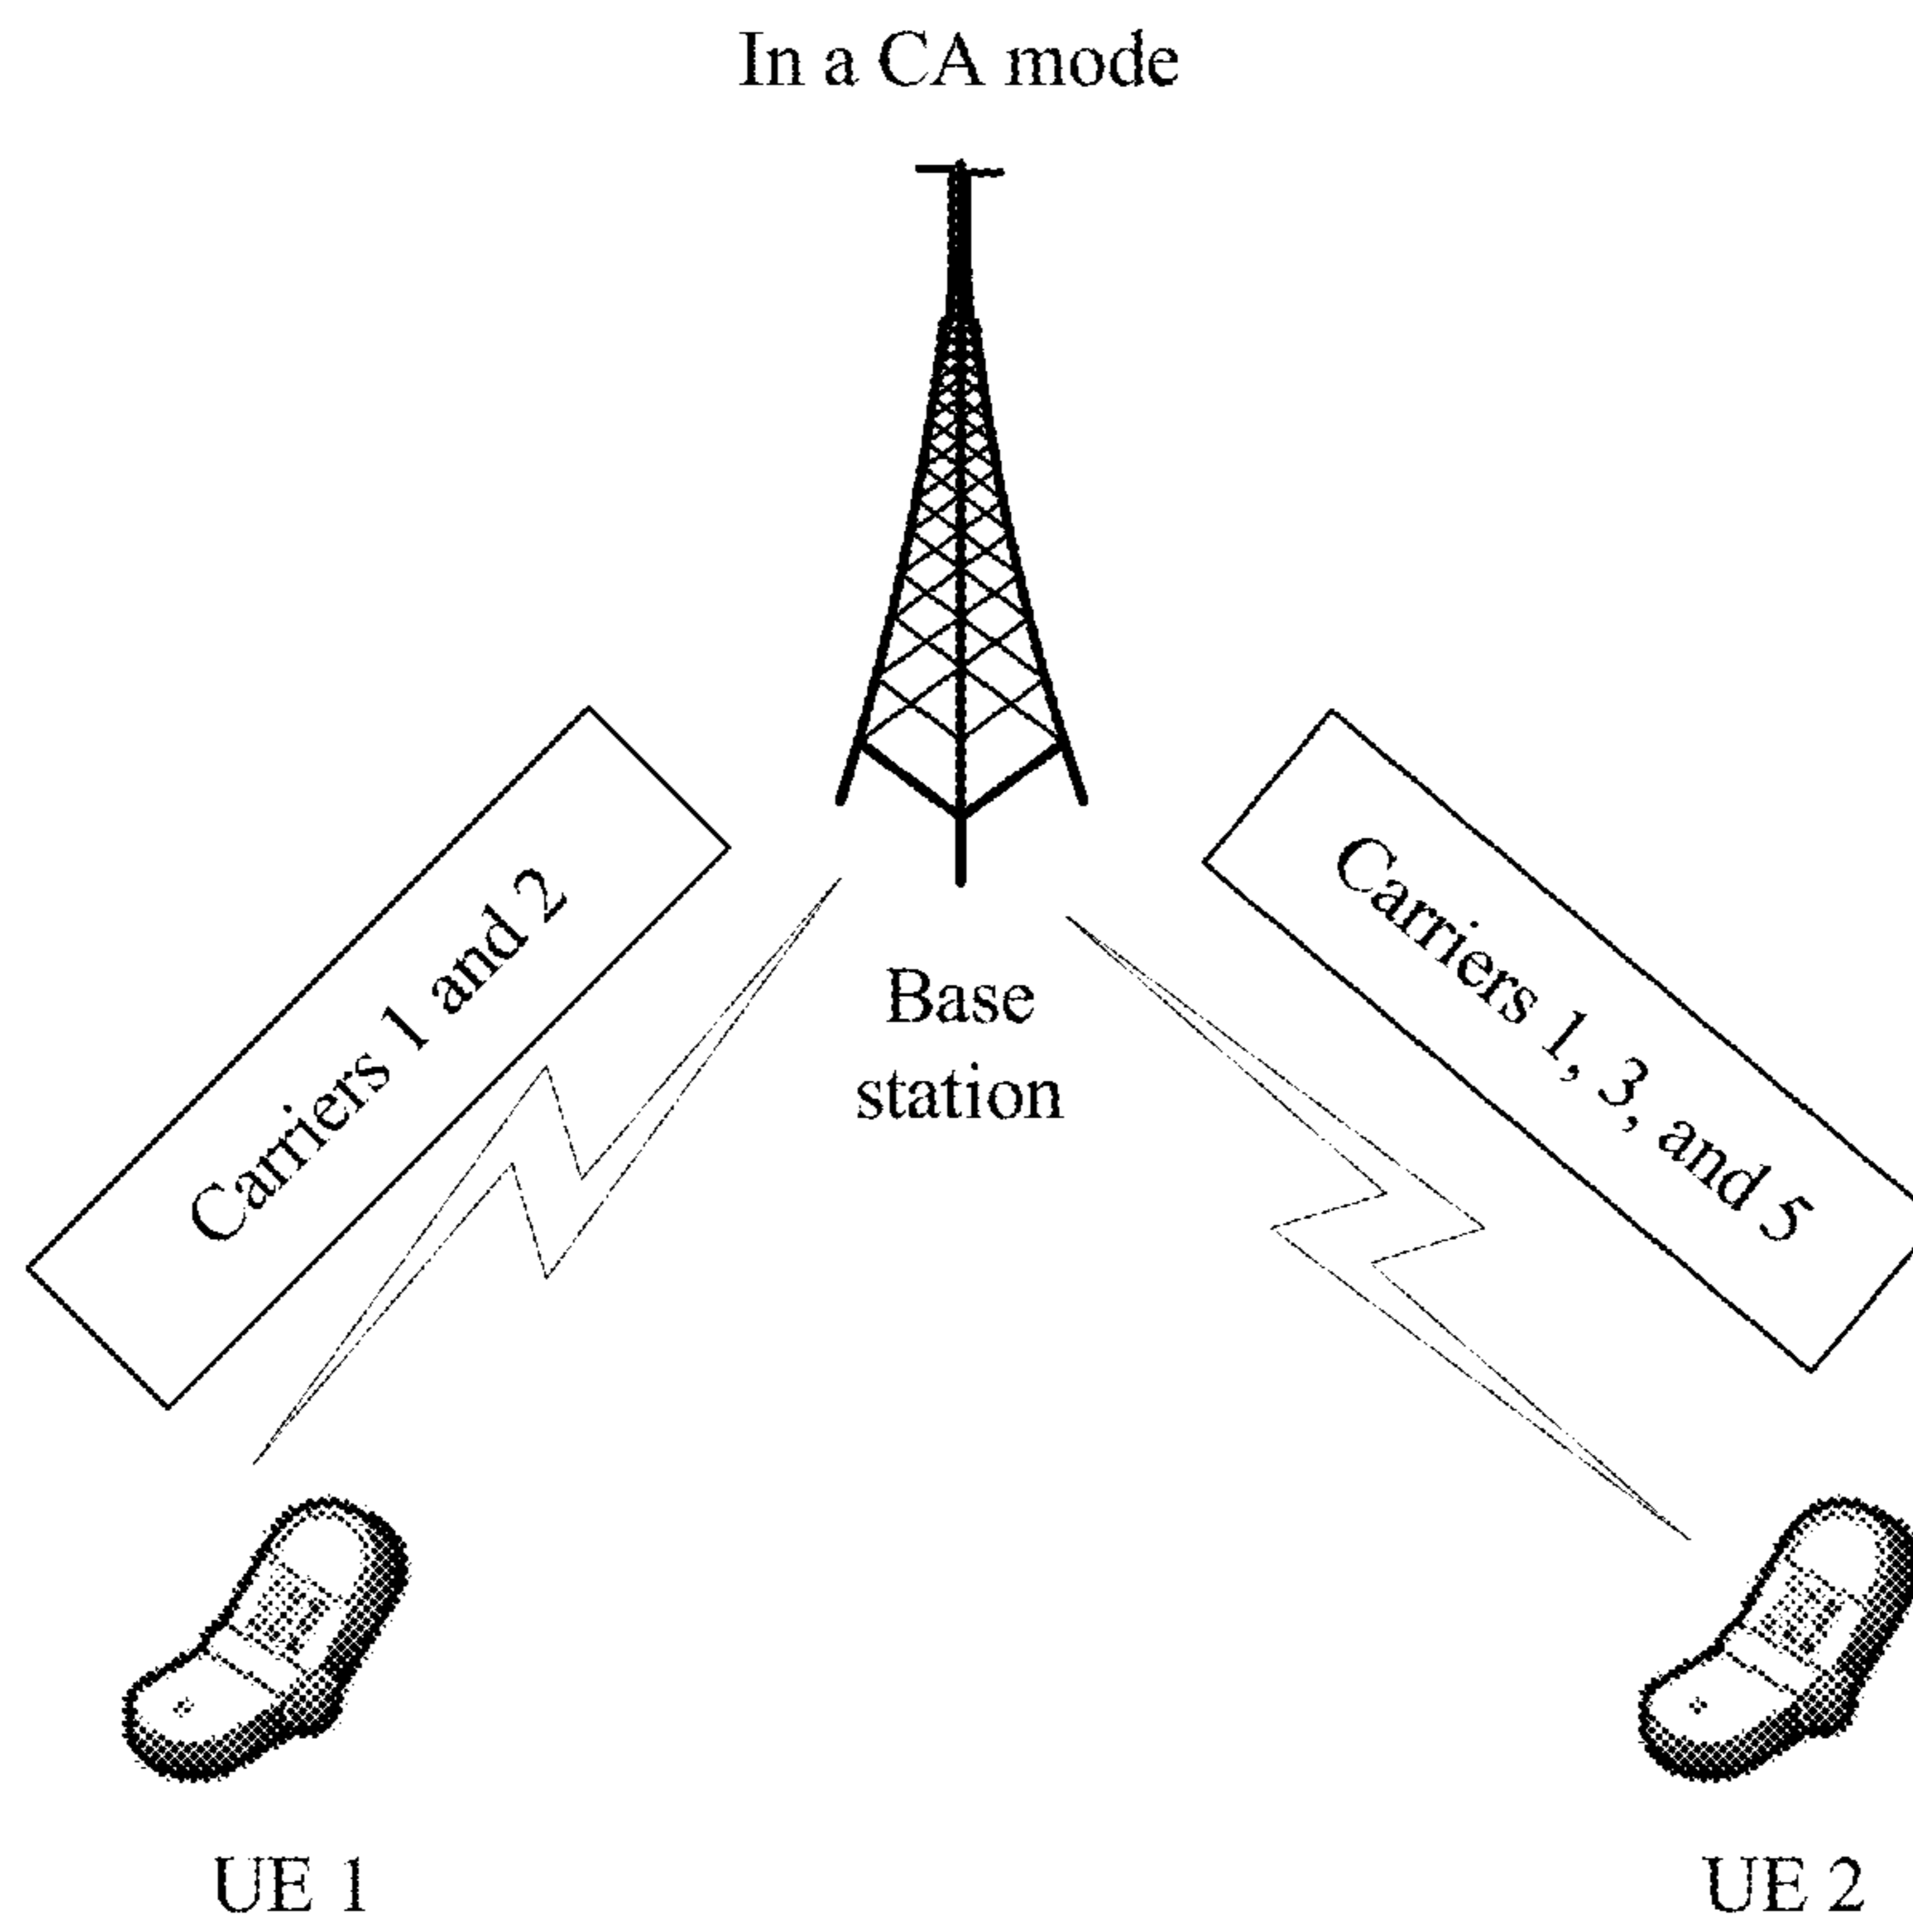 In a CA mode
Carriers 1 and 2
Carriers 1, 3, and 5
Base
station
UE 1
UE 2